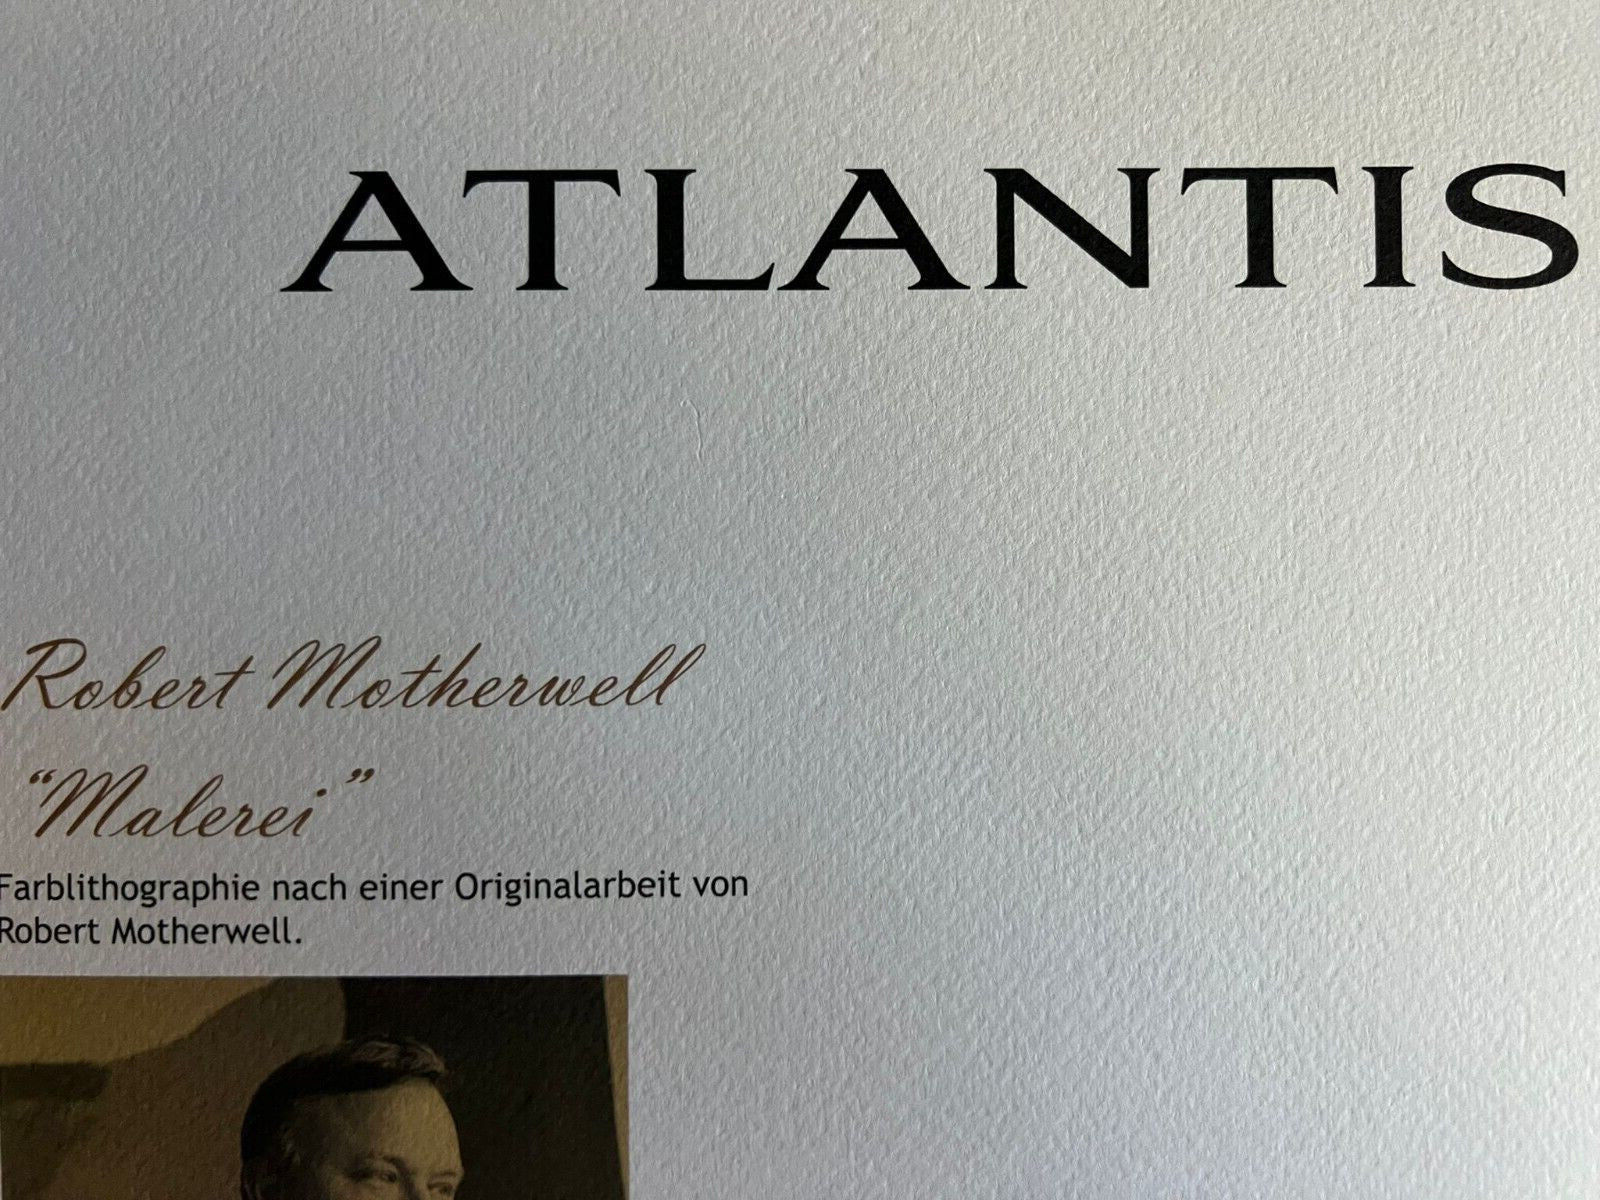 ATLANTIS
Robert Motherwell
“Malerei”
Farblithographie nach einer Originalarbeit von
Robert Motherwell.